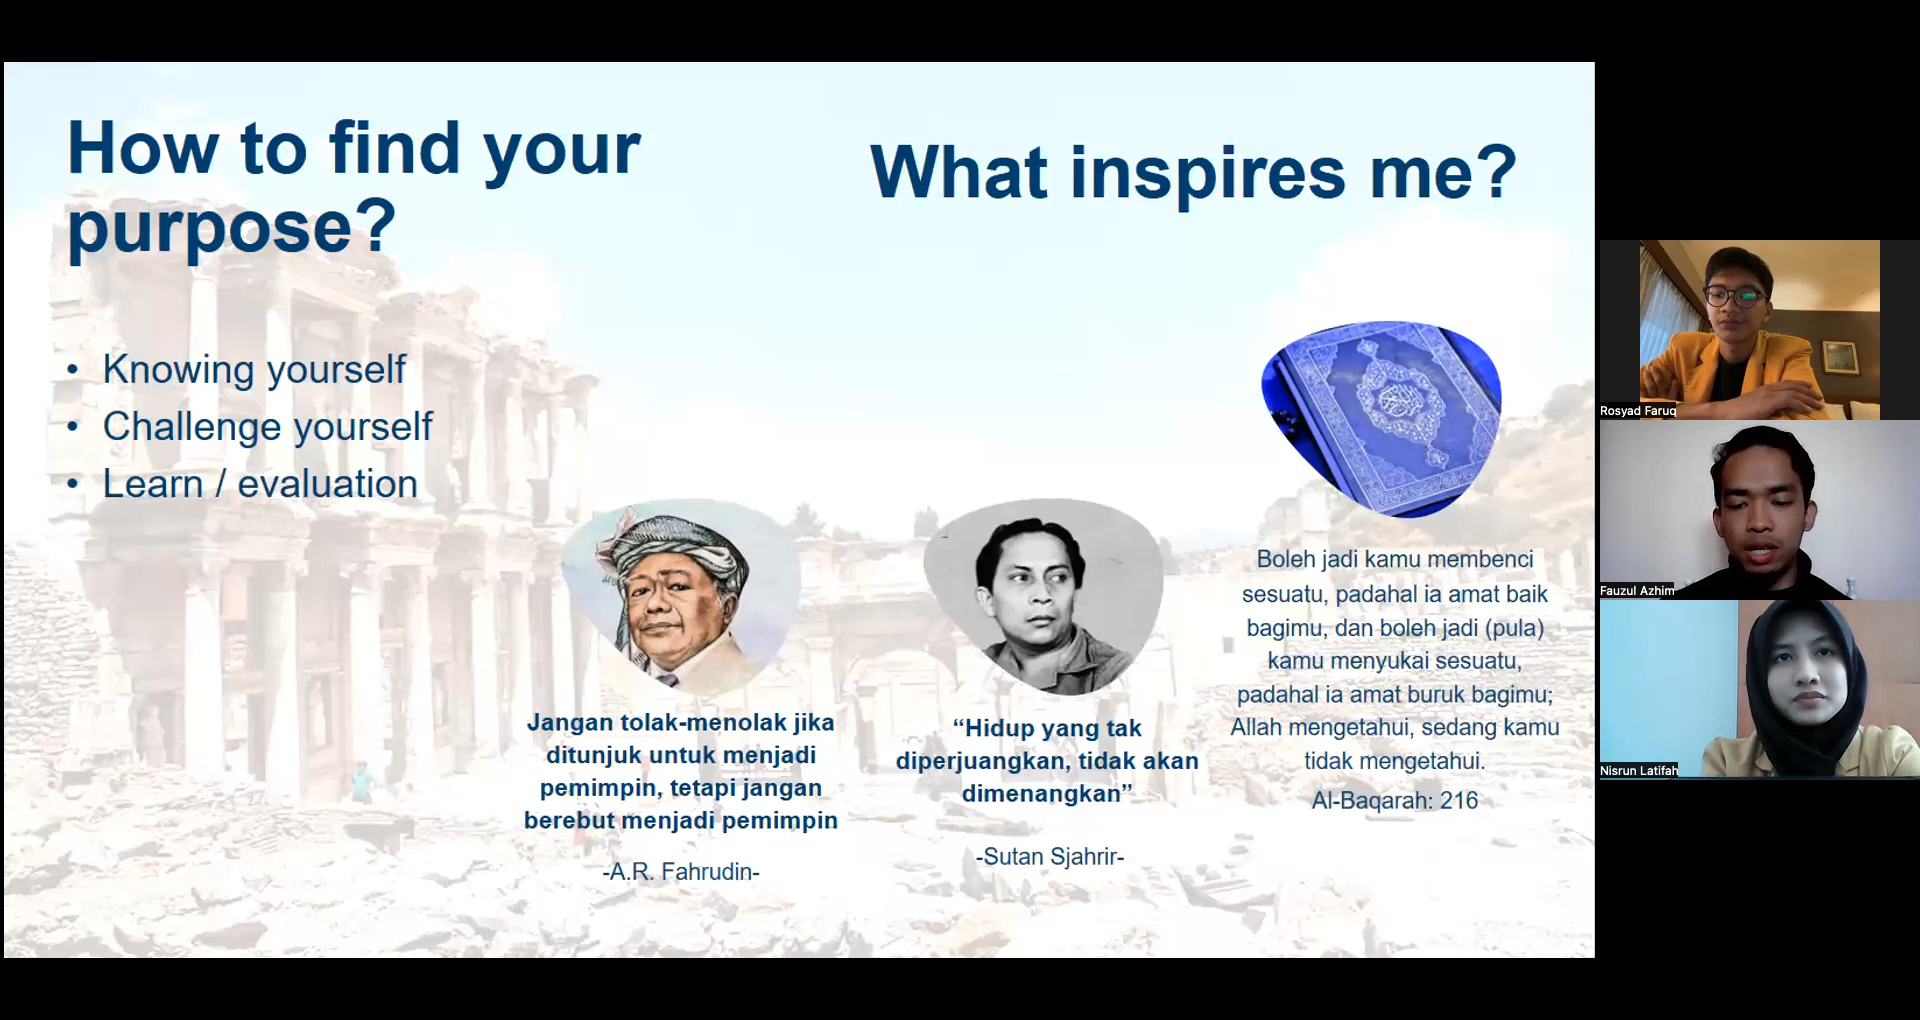 How to find your
purpose?
• Knowing yourself
• Challenge yourself
• Learn / evaluation
What inspires me?
Jangan tolak-menolak jika
ditunjuk untuk menjadi
pemimpin, tetapi jangan
berebut menjadi pemimpin
-A.R. Fahrudin-
“Hidup yang tak
diperjuangkan, tidak akan
dimenangkan”
-Sutan Sjahrir-
Boleh jadi kamu membenci
sesuatu, padahal ia amat baik
bagimu, dan boleh jadi (pula)
kamu menyukai sesuatu,
padahal ia amat buruk bagimu;
Allah mengetahui, sedang kamu
tidak mengetahui.
Al-Baqarah: 216
Rosyad Faruq
Fauzul Azhim
Nisrun Latifah